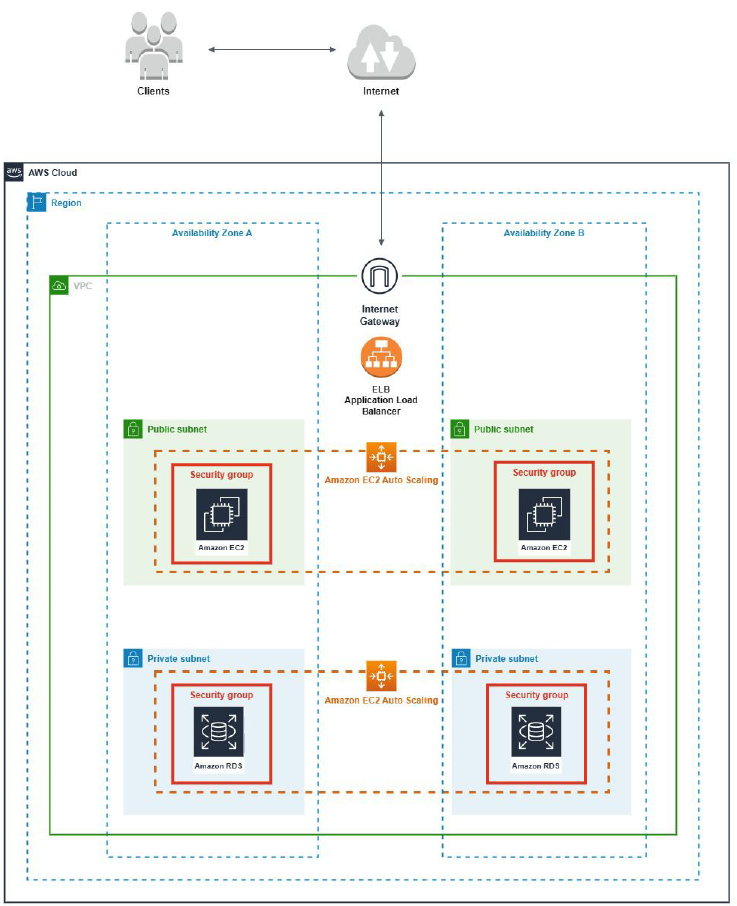 Clients
Internet
aws
AWS Cloud
Region
Availability Zone A
Availability Zone B
VPC
Internet
Gateway
ELB
Application Load
Balancer
Public subnet
Public subnet
Security group
Amazon EC2 Auto Scaling
Security group
Amazon EC2
Amazon EC2
Private subnet
Private subnet
Security group
Amazon EC2 Auto Scaling
Security group
Amazon RDS
Amazon RDS